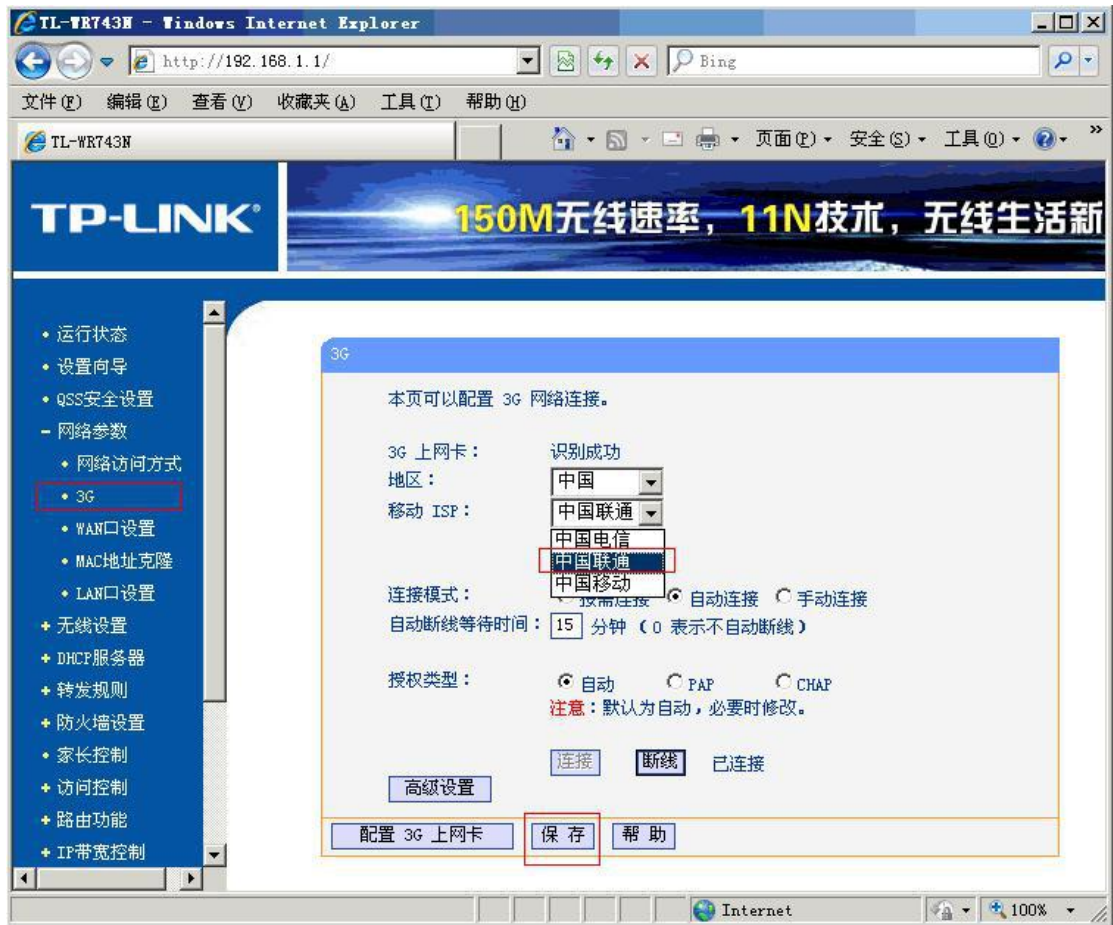 TL-WR743N - Windows Internet Explorer
http://192.168.1.1/
Bing
文件(F) 编辑(E) 查看(V) 收藏夹(A) 工具(T) 帮助(H)
TL-WR743N
页面(P) 安全(S) 工具(O)
TP-LINK®
150M无线速率，11N技术，无线生活新
• 运行状态
• 设置向导
• QSS安全设置
- 网络参数
• 网络访问方式
• 3G
• WAN口设置
• MAC地址克隆
• LAN口设置
+ 无线设置
+ DHCP服务器
+ 转发规则
+ 防火墙设置
• 家长控制
+ 访问控制
+ 路由功能
+ IP带宽控制
3G
本页可以配置 3G 网络连接。
3G 上网卡： 识别成功
地区： 中国
移动 ISP： 中国联通
中国电信
中国联通
中国移动
连接模式： 按需连接 自动连接 手动连接
自动断线等待时间： 15 分钟 (0 表示不自动断线)
授权类型： 自动 PAP CHAP
注意：默认为自动，必要时修改。
连接 断线 已连接
高级设置
配置 3G 上网卡 保 存 帮 助
Internet 100%